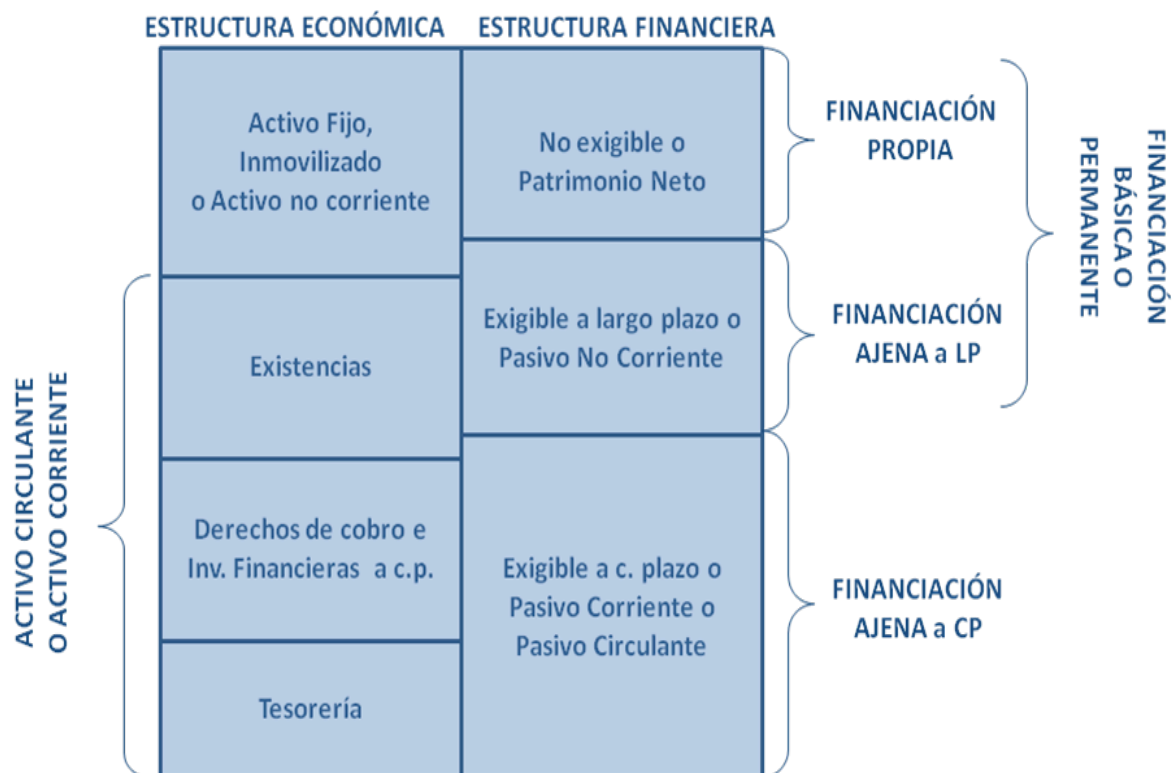 ESTRUCTURA ECONÓMICA
ESTRUCTURA FINANCIERA
Activo Fijo,
Inmovilizado
o Activo no corriente
Existencias
Derechos de cobro e
Inv. Financieras a c.p.
Tesorería
No exigible o
Patrimonio Neto
Exigible a largo plazo o
Pasivo No Corriente
Exigible a c. plazo o
Pasivo Corriente o
Pasivo Circulante
FINANCIACIÓN
PROPIA
FINANCIACIÓN
AJENA a LP
FINANCIACIÓN
AJENA a CP
FINANCIACIÓN
BÁSICA O
PERMANENTE
ACTIVO CIRCULANTE
O ACTIVO CORRIENTE